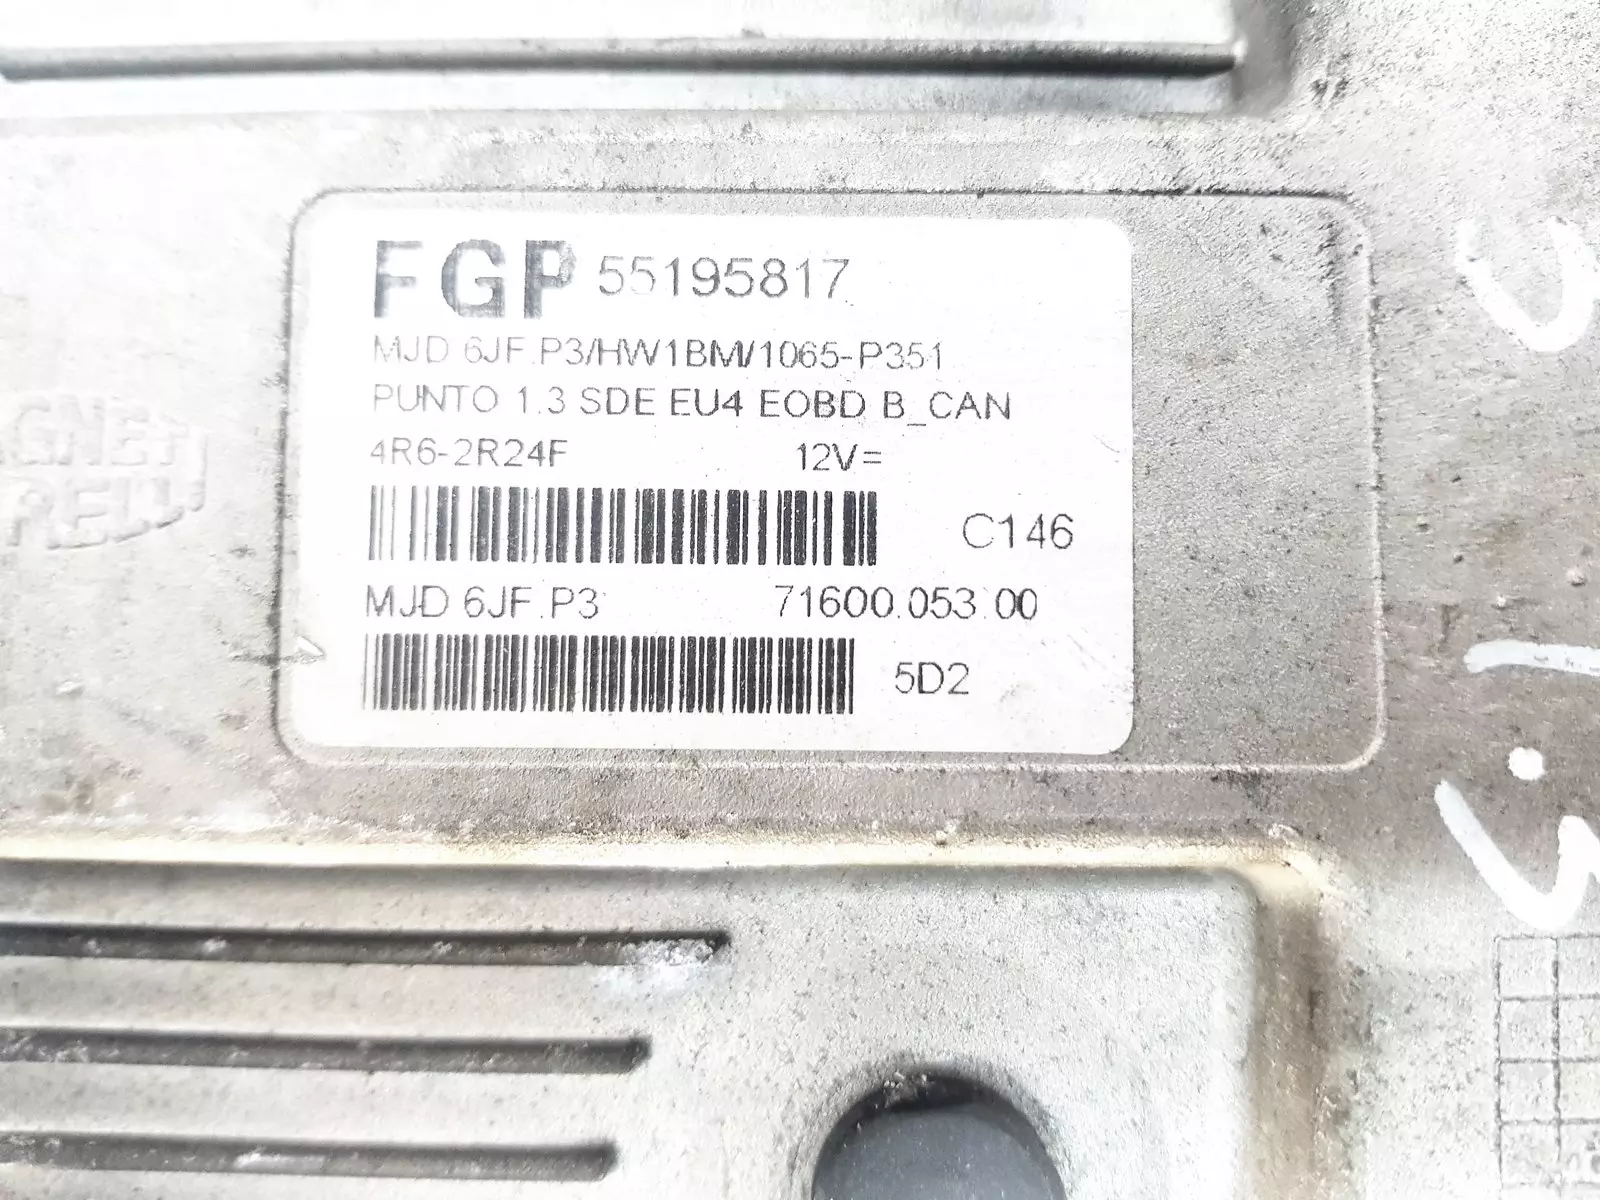 FGP 55195817
MJD 6JF.P3/HW1BM/1065-P351
PUNTO 1.3 SDE EU4 EOBD B_CAN
4R6-2R24F 12V=
C146
MJD 6JF.P3 71600.053.00
5D2